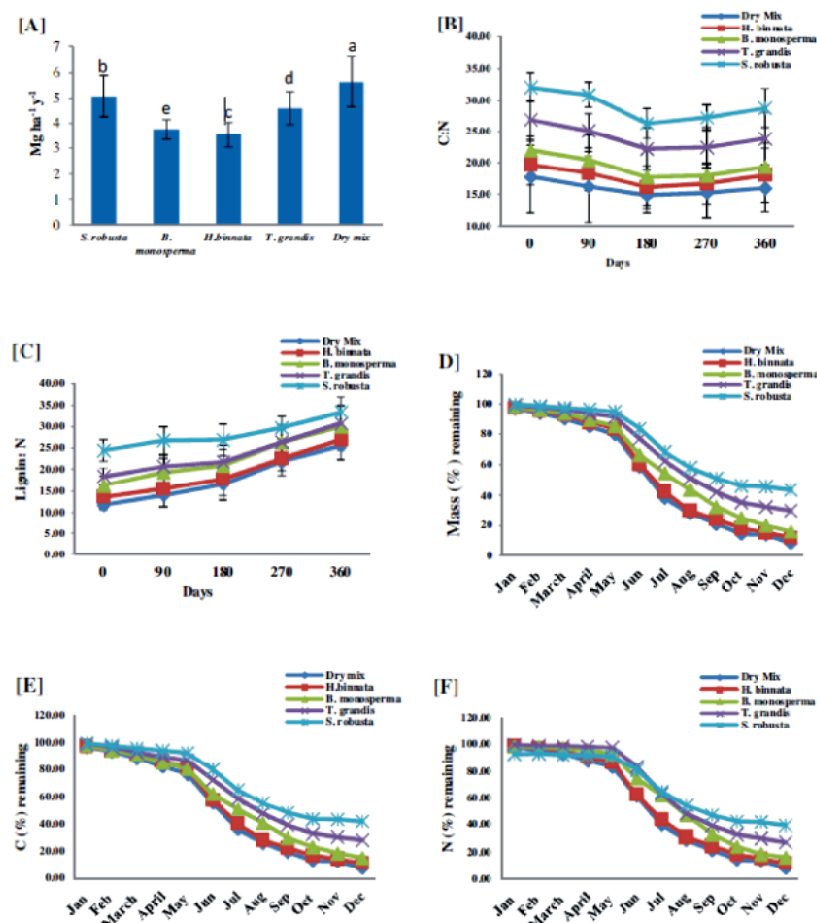 [A]
Mg ha-1 y-1
7
6
5
4
3
2
1
0
b
e
c
d
a
S. robusta
B. monosperma
H.binnata
T. grandis
Dry mix
[B]
Dry Mix
H. binnata
B. monosperma
T. grandis
S. robusta
C:N
40.00
35.00
30.00
25.00
20.00
15.00
10.00
0
90
180
270
360
Days
[C]
Dry Mix
H. binnata
B. monosperma
T. grandis
S. robusta
Lignin: N
40.00
35.00
30.00
25.00
20.00
15.00
10.00
5.00
0.00
0
90
180
270
360
Days
D]
Dry Mix
H. binnata
B. monosperma
T. grandis
S. robusta
Mass (%) remaining
120
100
80
60
40
20
0
Jan
Feb
March
April
May
Jun
Jul
Aug
Sep
Oct
Nov
Dec
[E]
Dry mix
H.binnata
B. monosperma
T. grandis
S. robusta
C (%) remaining
120.00
100.00
80.00
60.00
40.00
20.00
0.00
Jan
Feb
March
April
May
Jun
Jul
Aug
Sep
Oct
Nov
Dec
[F]
Dry Mix
H. binnata
B. monosperma
T. grandis
S. robusta
N (%) remaining
120.00
100.00
80.00
60.00
40.00
20.00
0.00
Jan
Feb
March
April
May
Jun
Jul
Aug
Sep
Oct
Nov
Dec